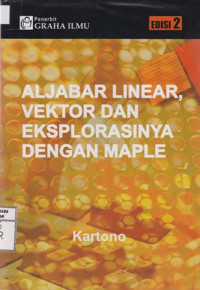 Penerbit
GRAHA ILMU
EDISI 2
ALJABAR LINEAR,
VEKTOR DAN
EKSPLORASINYA
DENGAN MAPLE
Kartono